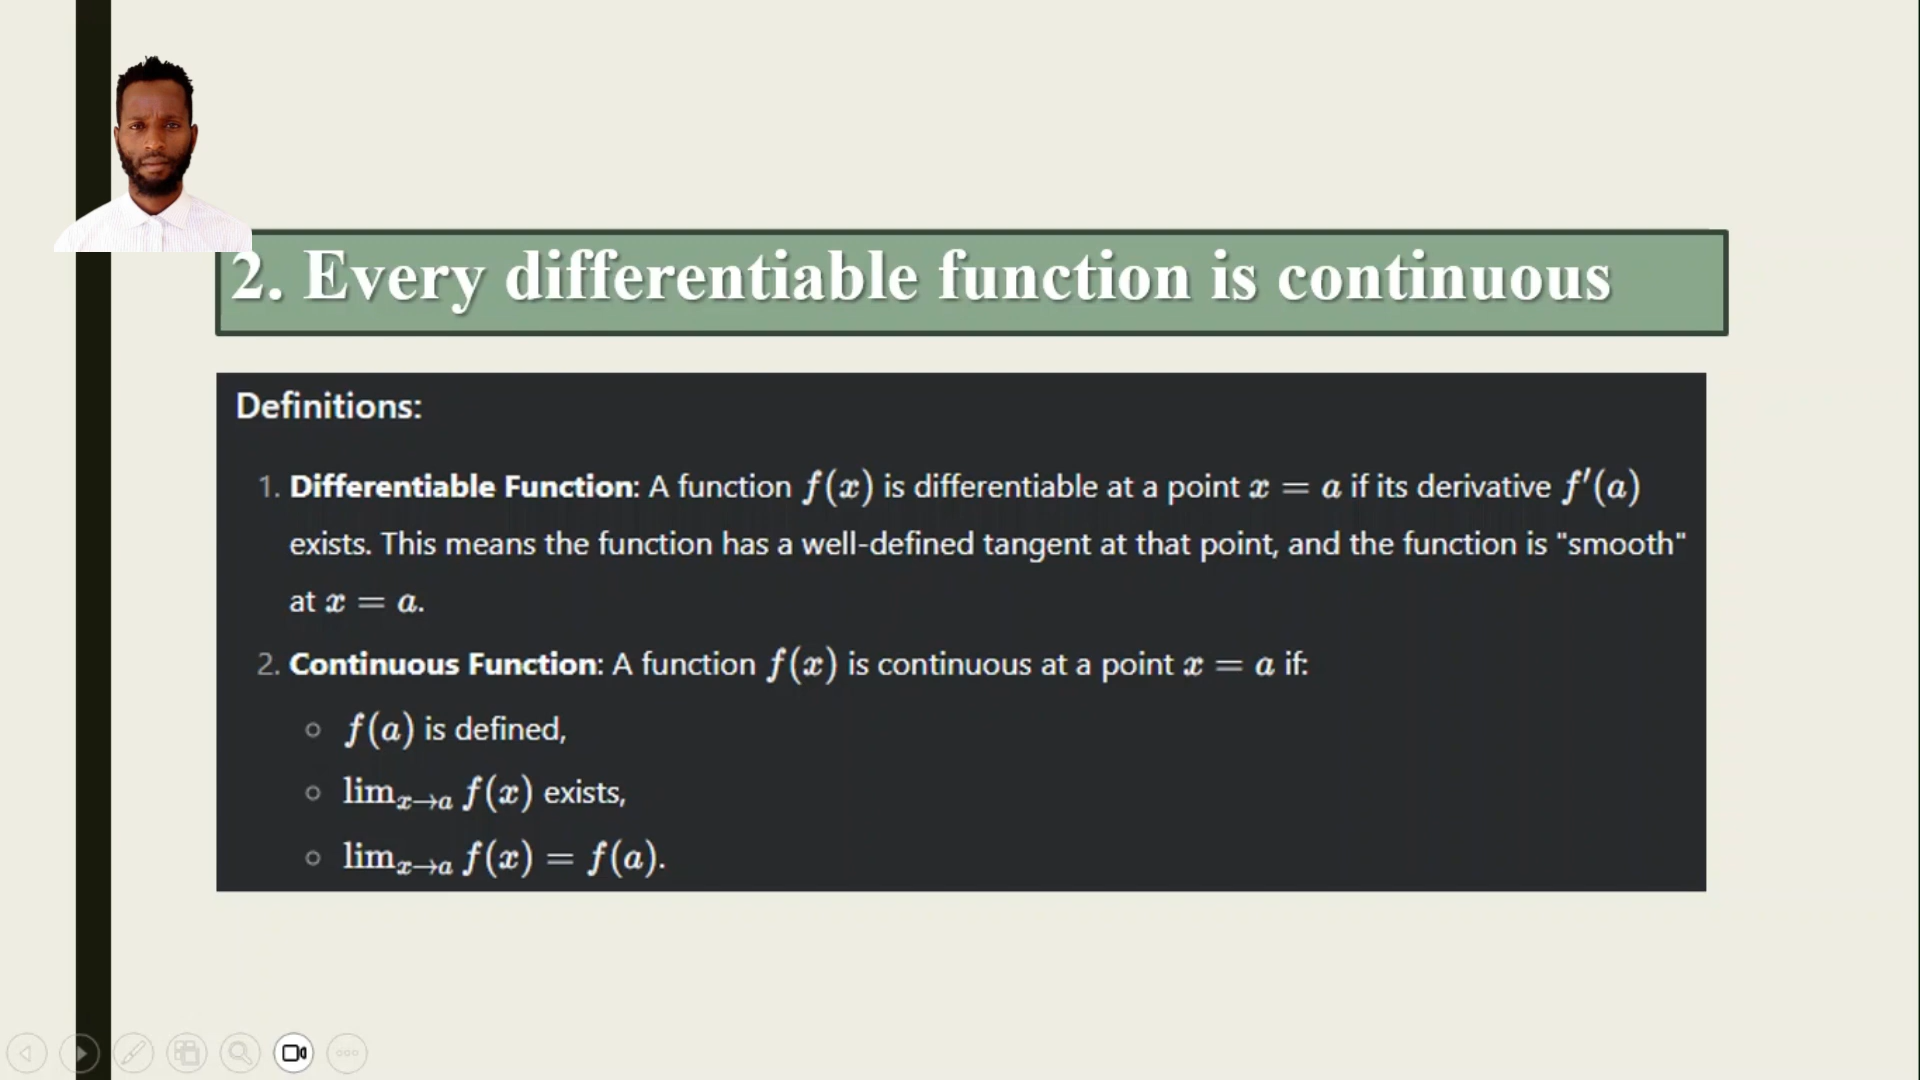 2. Every differentiable function is continuous
Definitions:
1. Differentiable Function: A function f(x) is differentiable at a point x = a if its derivative f′(a)
exists. This means the function has a well-defined tangent at that point, and the function is "smooth"
at x = a.
2. Continuous Function: A function f(x) is continuous at a point x = a if:
○ f(a) is defined,
○ limₓ→ₐ f(x) exists,
○ limₓ→ₐ f(x) = f(a).